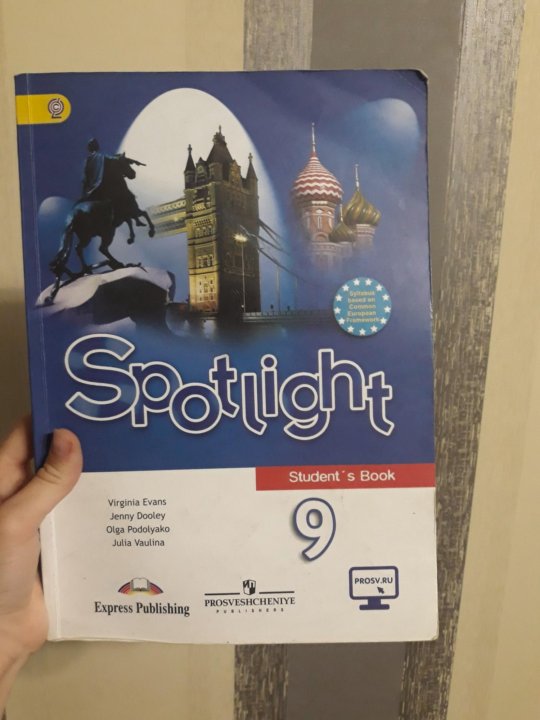 Syllabus
based on
Common
European
Framework
Spotlight
Student's Book
9
Virginia Evans
Jenny Dooley
Olga Podolyako
Julia Vaulina
Express Publishing
PROSVESHCHENIYE
PUBLISHERS
PROSV.RU